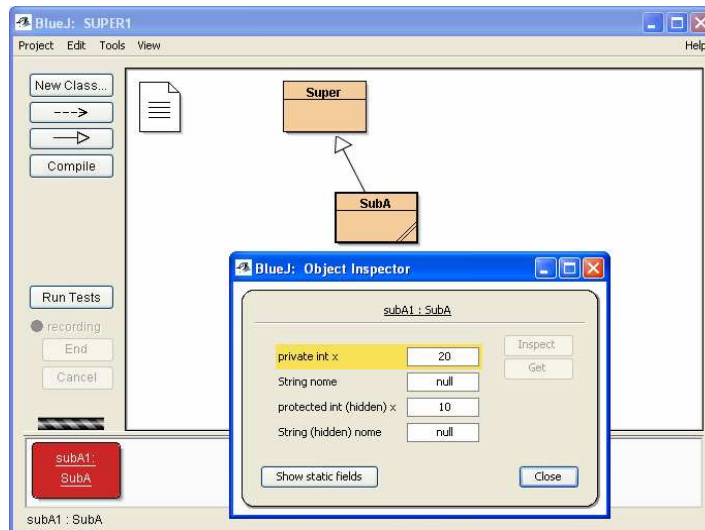 BlueJ: SUPER1
Project Edit Tools View Help
New Class...
--->
Compile
Super
SubA
Run Tests
recording
End
Cancel
BlueJ: Object Inspector
subA1 : SubA
private int x 20
String nome null
protected int (hidden) x 10
String (hidden) nome null
Inspect
Get
Show static fields
Close
subA1:
SubA
subA1 : SubA